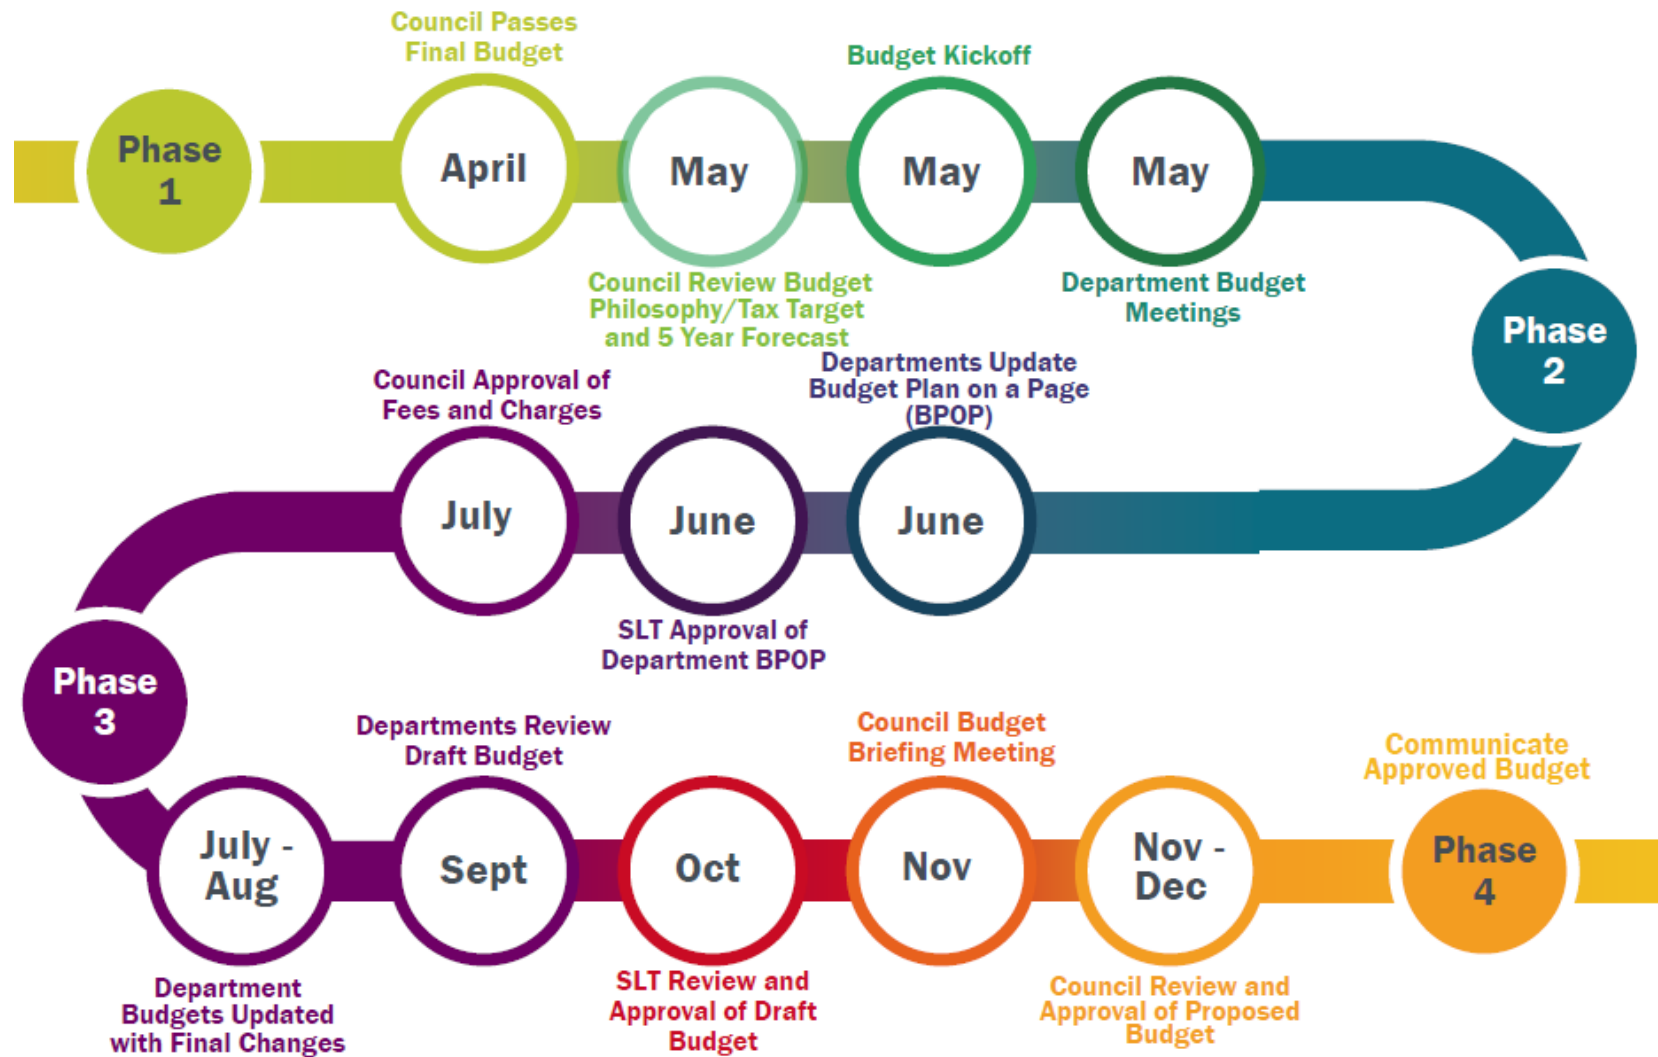 Council Passes
Final Budget
Budget Kickoff
Phase
1
April
May
May
May
Council Review Budget
Philosophy/Tax Target
and 5 Year Forecast
Department Budget
Meetings
Phase
2
Departments Update
Budget Plan on a Page
(BPOP)
Council Approval of
Fees and Charges
July
June
June
SLT Approval of
Department BPOP
Phase
3
Departments Review
Draft Budget
Council Budget
Briefing Meeting
Communicate
Approved Budget
July -
Aug
Sept
Oct
Nov
Nov -
Dec
Phase
4
Department
Budgets Updated
with Final Changes
SLT Review and
Approval of Draft
Budget
Council Review and
Approval of Proposed
Budget